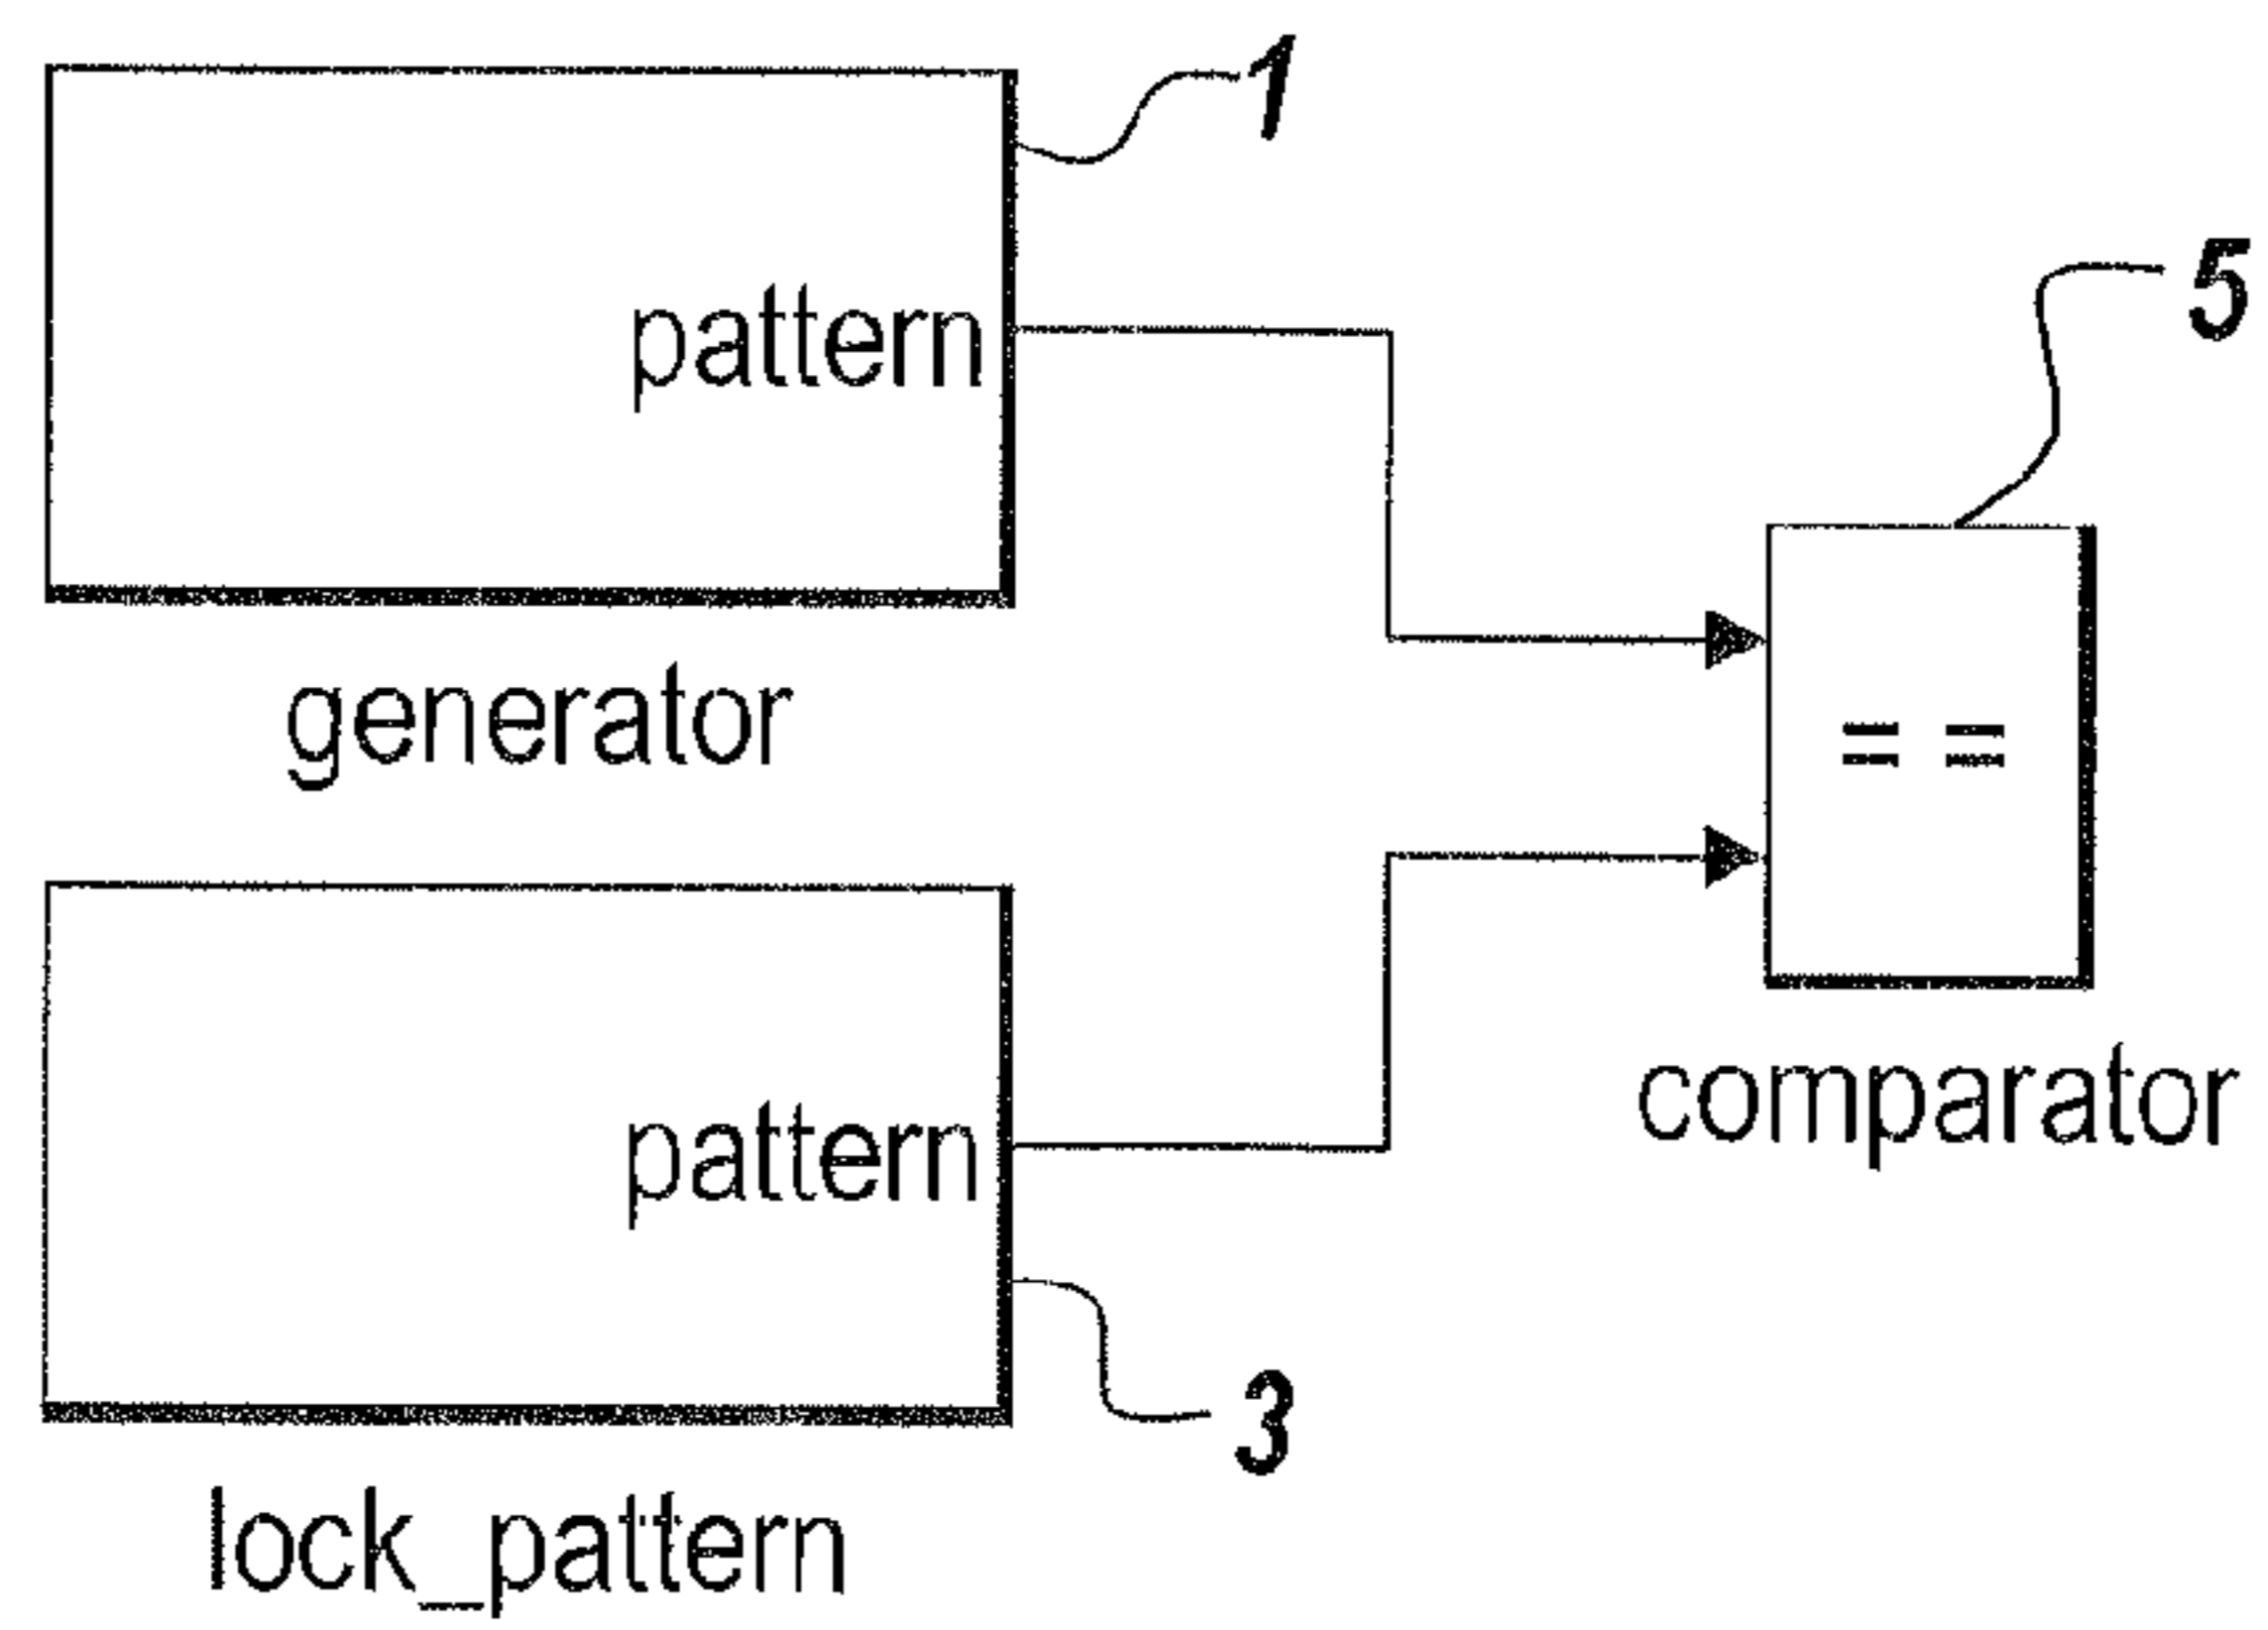 1
pattern
5
generator
= =
comparator
pattern
3
lock_pattern